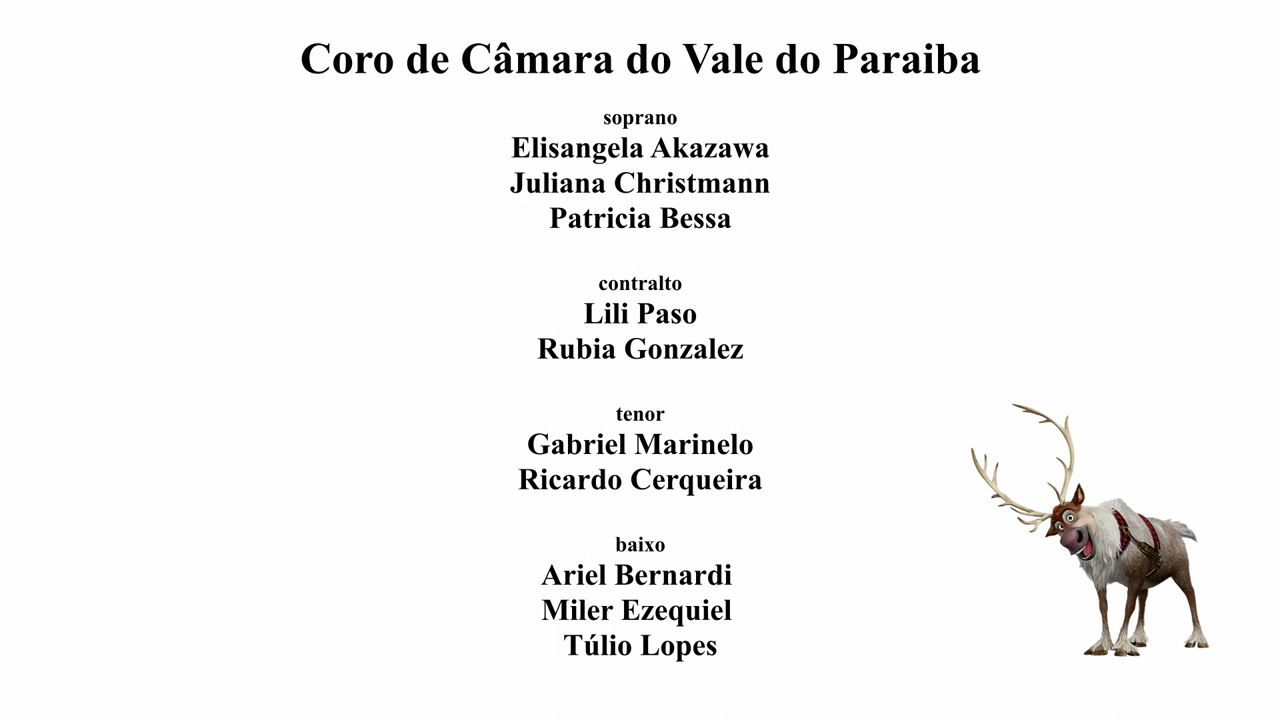 Coro de Câmara do Vale do Paraiba
soprano
Elisangela Akazawa
Juliana Christmann
Patricia Bessa
contralto
Lili Paso
Rubia Gonzalez
tenor
Gabriel Marinelo
Ricardo Cerqueira
baixo
Ariel Bernardi
Miler Ezequiel
Túlio Lopes